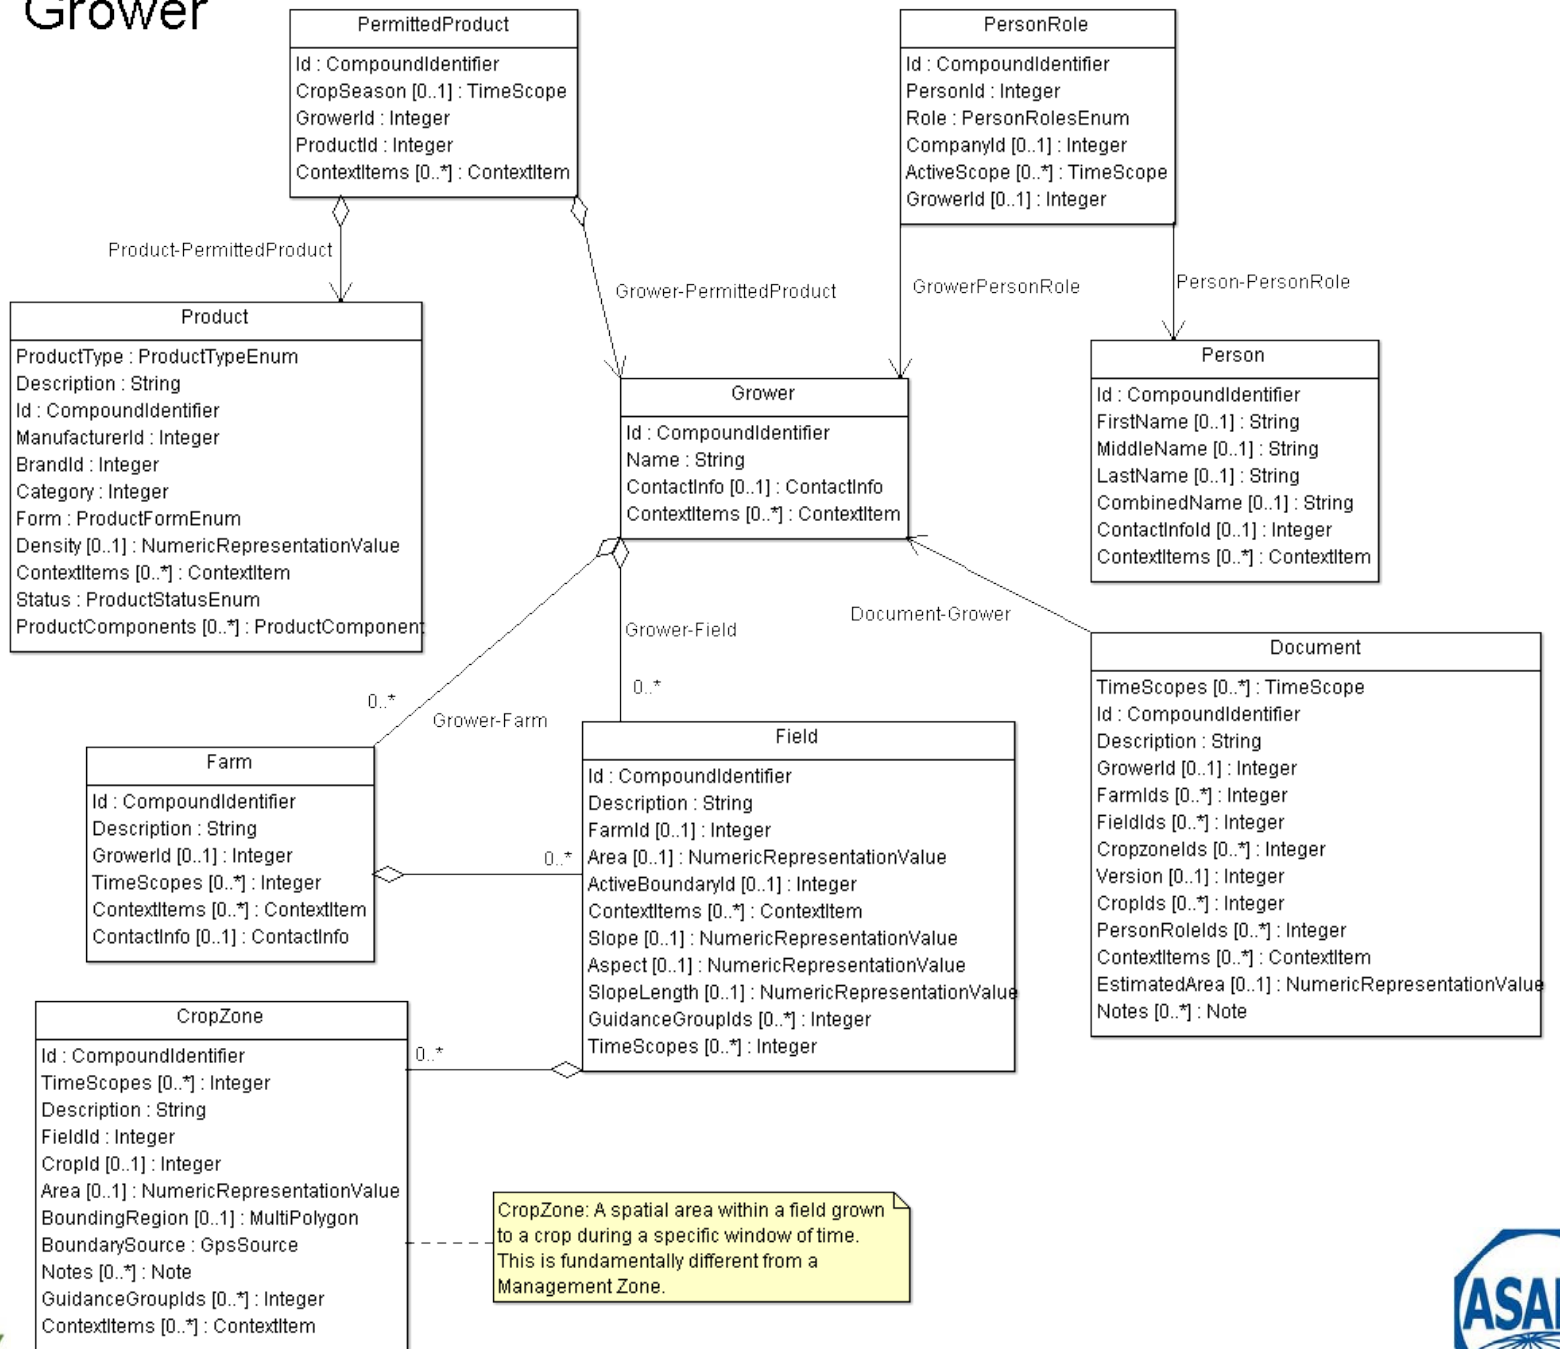 Grower
PermittedProduct
Id : CompoundIdentifier
CropSeason [0..1] : TimeScope
GrowerId : Integer
ProductId : Integer
ContextItems [0..*] : ContextItem
PersonRole
Id : CompoundIdentifier
PersonId : Integer
Role : PersonRolesEnum
CompanyId [0..1] : Integer
ActiveScope [0..*] : TimeScope
GrowerId [0..1] : Integer
Product-PermittedProduct
Grower-PermittedProduct
GrowerPersonRole
Person-PersonRole
Product
ProductType : ProductTypeEnum
Description : String
Id : CompoundIdentifier
ManufacturerId : Integer
BrandId : Integer
Category : Integer
Form : ProductFormEnum
Density [0..1] : NumericRepresentationValue
ContextItems [0..*] : ContextItem
Status : ProductStatusEnum
ProductComponents [0..*] : ProductComponent
Grower
Id : CompoundIdentifier
Name : String
ContactInfo [0..1] : ContactInfo
ContextItems [0..*] : ContextItem
Person
Id : CompoundIdentifier
FirstName [0..1] : String
MiddleName [0..1] : String
LastName [0..1] : String
CombinedName [0..1] : String
ContactInfoId [0..1] : Integer
ContextItems [0..*] : ContextItem
Grower-Field
Document-Grower
0..*
0..*
Grower-Farm
Farm
Id : CompoundIdentifier
Description : String
GrowerId [0..1] : Integer
TimeScopes [0..*] : Integer
ContextItems [0..*] : ContextItem
ContactInfo [0..1] : ContactInfo
0..*
Field
Id : CompoundIdentifier
Description : String
FarmId [0..1] : Integer
Area [0..1] : NumericRepresentationValue
ActiveBoundaryId [0..1] : Integer
ContextItems [0..*] : ContextItem
Slope [0..1] : NumericRepresentationValue
Aspect [0..1] : NumericRepresentationValue
SlopeLength [0..1] : NumericRepresentationValue
GuidanceGroupIds [0..*] : Integer
TimeScopes [0..*] : Integer
Document
TimeScopes [0..*] : TimeScope
Id : CompoundIdentifier
Description : String
GrowerId [0..1] : Integer
FarmIds [0..*] : Integer
FieldIds [0..*] : Integer
CropzoneIds [0..*] : Integer
Version [0..1] : Integer
CropIds [0..*] : Integer
PersonRoleIds [0..*] : Integer
ContextItems [0..*] : ContextItem
EstimatedArea [0..1] : NumericRepresentationValue
Notes [0..*] : Note
CropZone
Id : CompoundIdentifier
TimeScopes [0..*] : Integer
Description : String
FieldId : Integer
CropId [0..1] : Integer
Area [0..1] : NumericRepresentationValue
BoundingRegion [0..1] : MultiPolygon
BoundarySource : GpsSource
Notes [0..*] : Note
GuidanceGroupIds [0..*] : Integer
ContextItems [0..*] : ContextItem
0..*
CropZone: A spatial area within a field grown
to a crop during a specific window of time.
This is fundamentally different from a
Management Zone.